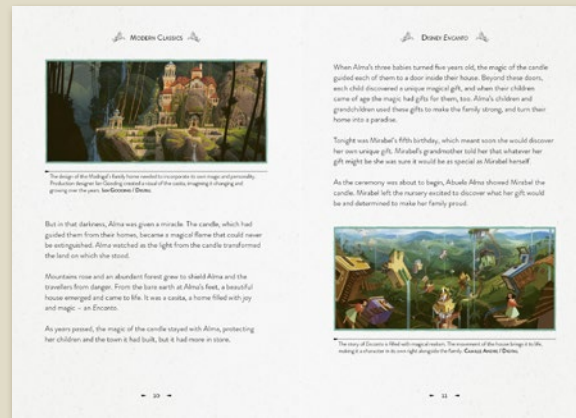 MODERN CLASSICS
The design of the Madrigal's family home needed to incorporate its own magic and personality.
Production designer Ian Gooding created a visual of the casita, imagining it changing and
growing over the years. IAN GOODING / DIGITAL
But in that darkness, Alma was given a miracle. The candle, which had
guided them from their homes, became a magical flame that could never
be extinguished. Alma watched as the light from the candle transformed
the land on which she stood.
Mountains rose and an abundant forest grew to shield Alma and the
travellers from danger. From the bare earth at Alma's feet, a beautiful
house emerged and came to life. It was a casita, a home filled with joy
and magic – an Encanto.
As years passed, the magic of the candle stayed with Alma, protecting
her children and the town it had built, but it had more in store.
10
DISNEY ENCANTO
When Alma's three babies turned five years old, the magic of the candle
guided each of them to a door inside their house. Beyond these doors,
each child discovered a unique magical gift, and when their children
came of age the magic had gifts for them, too. Alma's children and
grandchildren used these gifts to make the family strong, and turn their
home into a paradise.
Tonight was Mirabel's fifth birthday, which meant soon she would discover
her own unique gift. Mirabel's grandmother told her that whatever her
gift might be she was sure it would be as special as Mirabel herself.
As the ceremony was about to begin, Abuela Alma showed Mirabel the
candle. Mirabel left the nursery excited to discover what her gift would
be and determined to make her family proud.
The story of Encanto is filled with magical realism. The movement of the house brings it to life,
making it a character in its own right alongside the family. CAMILLE ANDRE / DIGITAL
11